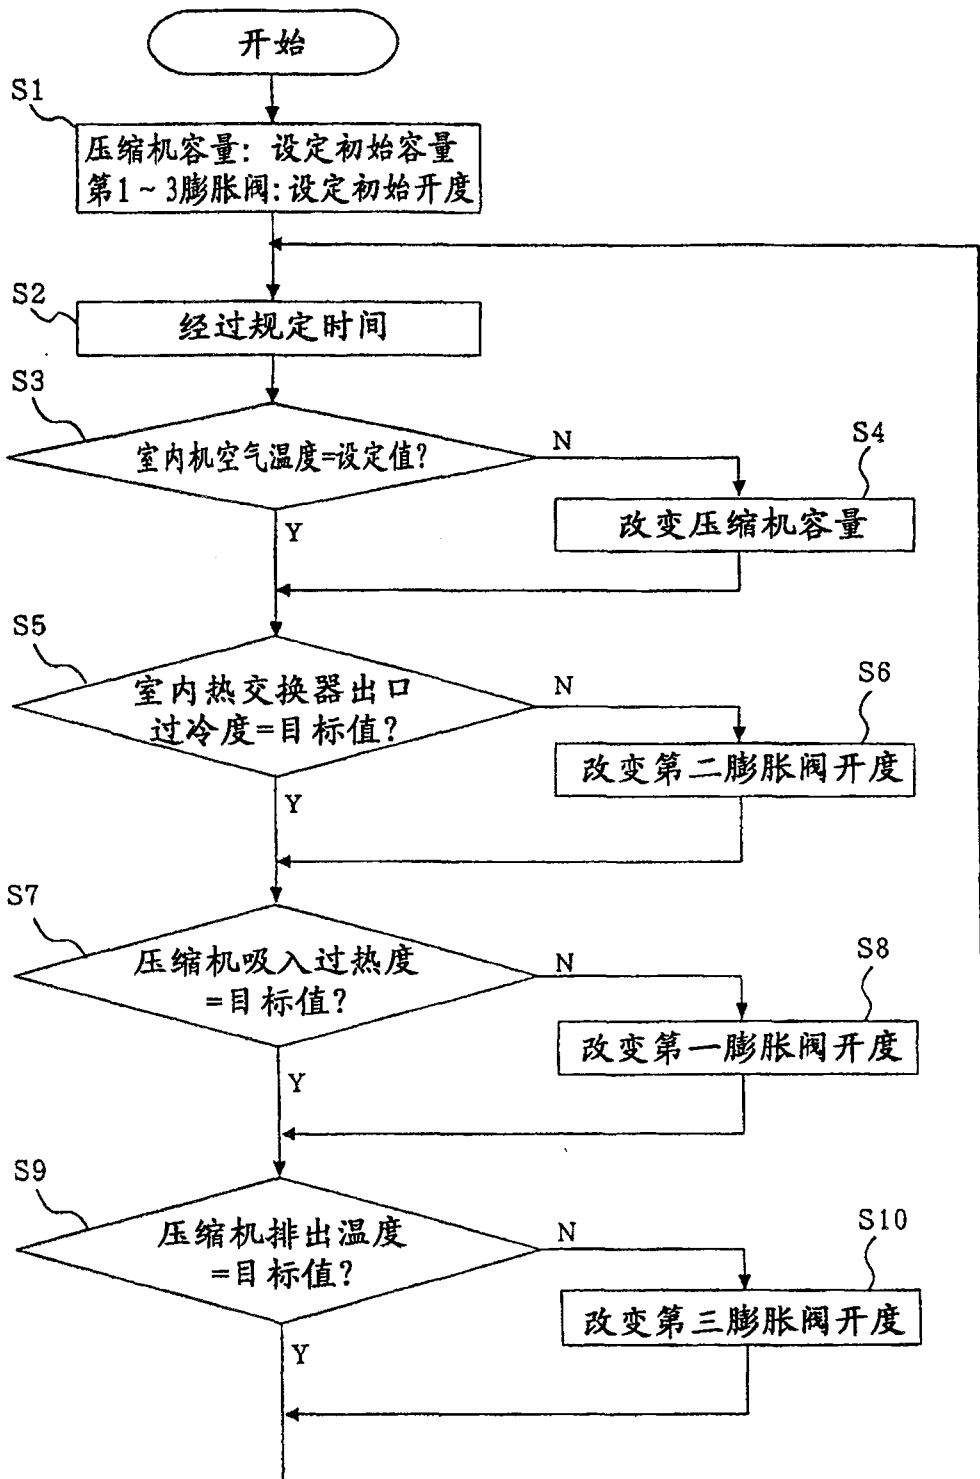 开始
S1
压缩机容量: 设定初始容量
第1~3膨胀阀:设定初始开度
S2
经过规定时间
S3
室内机空气温度=设定值?
N
S4
改变压缩机容量
Y
S5
室内热交换器出口
过冷度=目标值?
N
S6
改变第二膨胀阀开度
Y
S7
压缩机吸入过热度
=目标值?
N
S8
改变第一膨胀阀开度
Y
S9
压缩机排出温度
=目标值?
N
S10
改变第三膨胀阀开度
Y